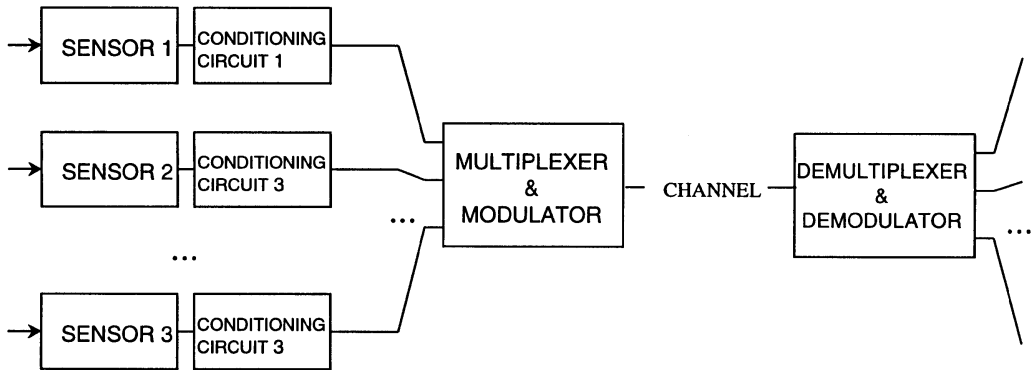 SENSOR 1
CONDITIONING
CIRCUIT 1
SENSOR 2
CONDITIONING
CIRCUIT 3
...
SENSOR 3
CONDITIONING
CIRCUIT 3
...
MULTIPLEXER
&
MODULATOR
CHANNEL
DEMULTIPLEXER
&
DEMODULATOR
...